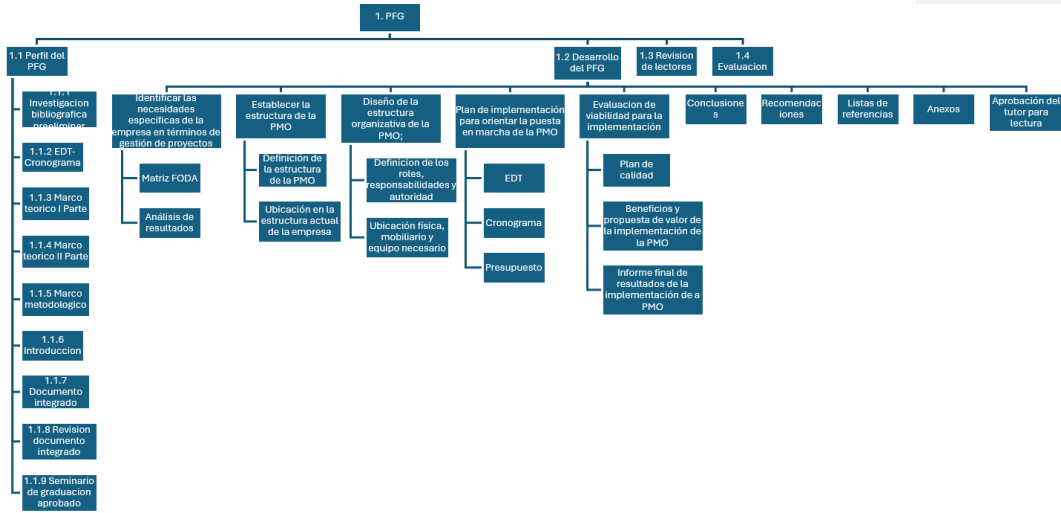 1. PFG
1.1 Perfil del
PFG
1.2 Desarrollo
del PFG
1.3 Revision
de lectores
1.4
Evaluacion
1.1.1
Investigacion
bibliografica
preeliminar
1.1.2 EDT-
Cronograma
1.1.3 Marco
teorico I Parte
1.1.4 Marco
teorico II Parte
1.1.5 Marco
metodologico
1.1.6
Introduccion
1.1.7
Documento
integrado
1.1.8 Revision
documento
integrado
1.1.9 Seminario
de graduacion
aprobado
Identificar las
necesidades
específicas de la
empresa en términos
de gestión de proyectos
Matriz FODA
Análisis de
resultados
Establecer la
estructura de la
PMO
Definición de
la estructura
de la PMO
Ubicación en la
estructura actual
de la empresa
Diseño de la
estructura
organizativa de la
PMO;
Definicion de los
roles,
responsabilidades y
autoridad
Ubicación física,
mobiliario y
equipo necesario
Plan de implementación
para orientar la puesta
en marcha de la PMO
EDT
Cronograma
Presupuesto
Evaluacion de
viabilidad para la
implementación
Plan de
calidad
Beneficios y
propuesta de valor de
la implementación de
la PMO
Informe final de
resultados de la
implementación de a
PMO
Conclusione
s
Recomendac
iones
Listas de
referencias
Anexos
Aprobación del
tutor para
lectura